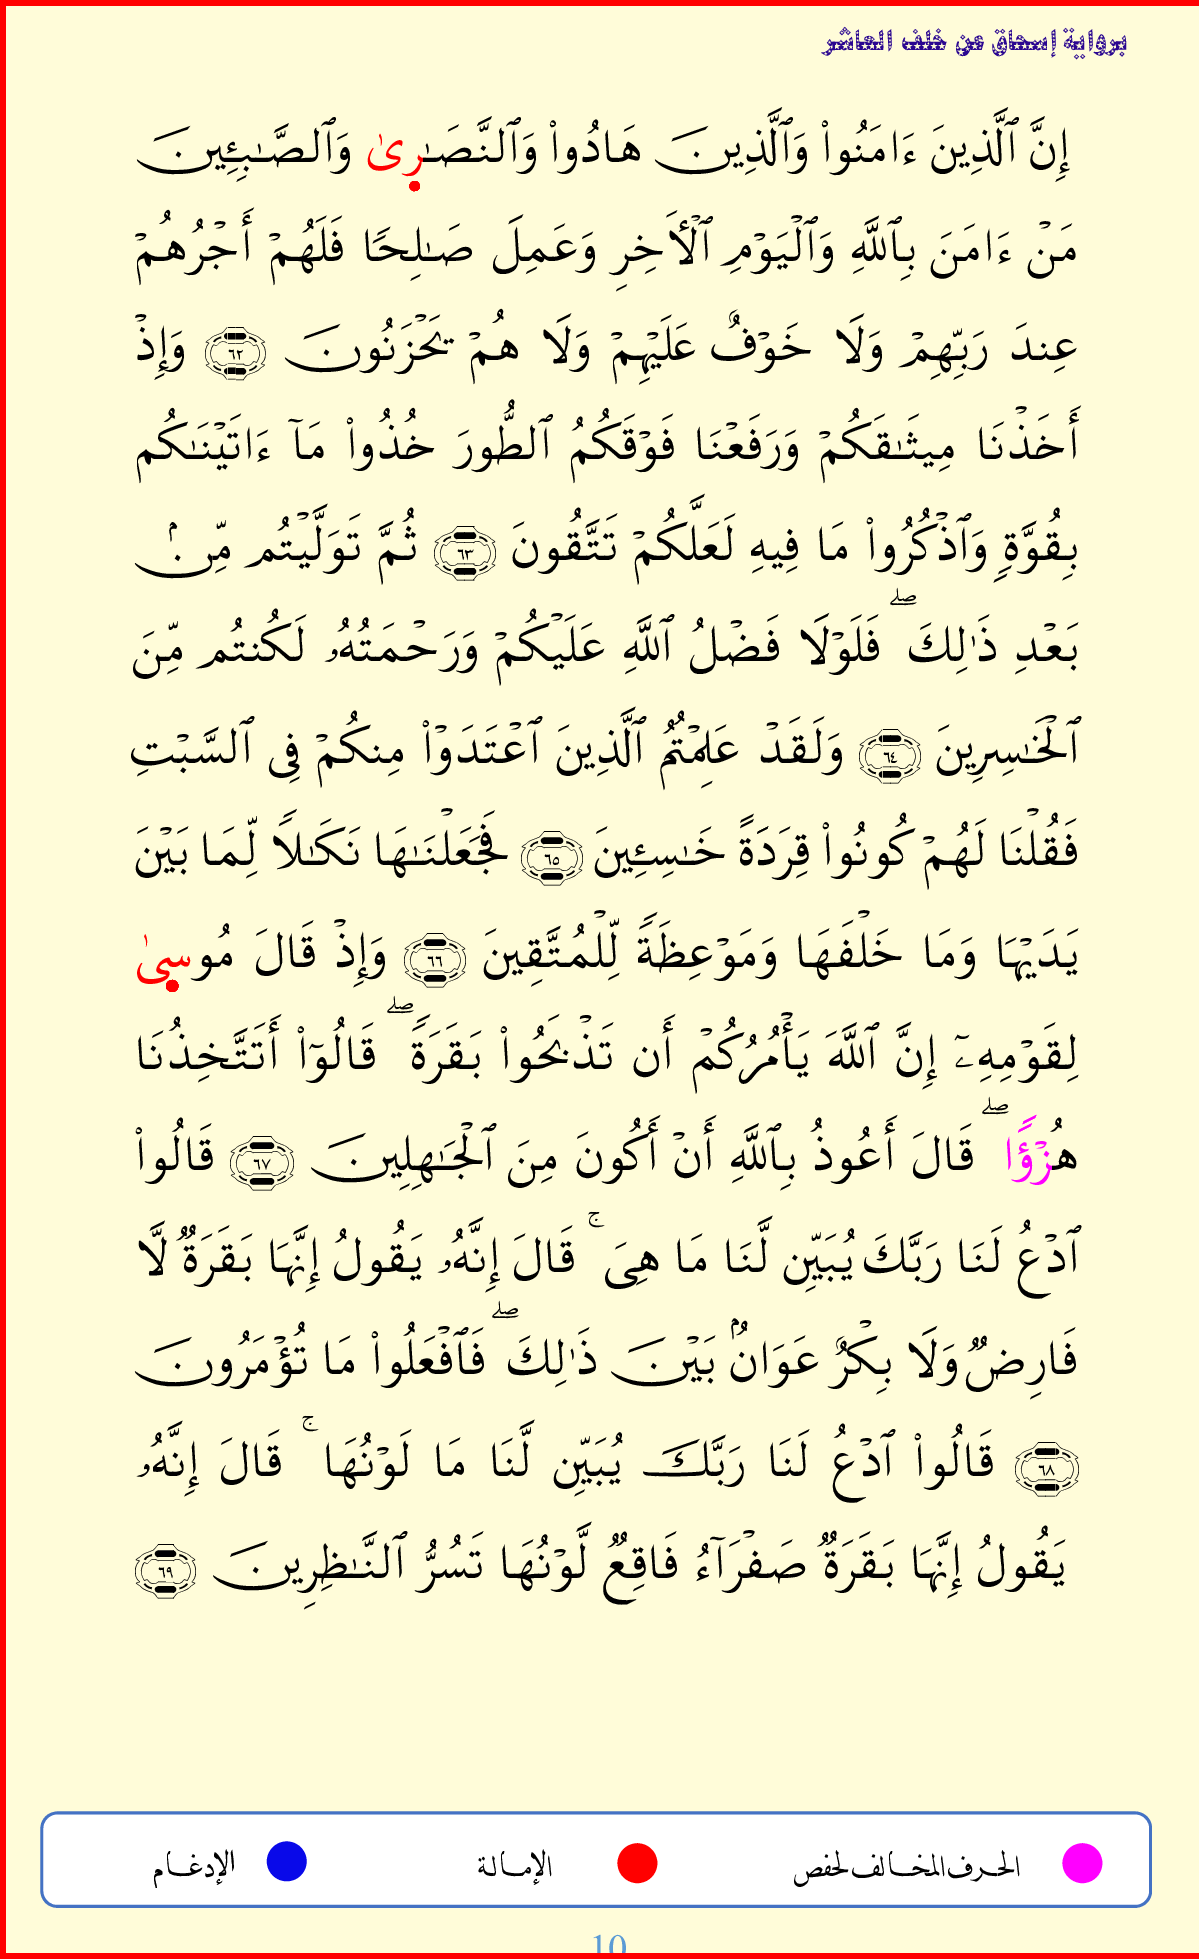 برواية إسحاق عن خلف العاشر
إِنَّ ٱلَّذِينَ ءَامَنُوا۟ وَٱلَّذِينَ هَادُوا۟ وَٱلنَّصَـٰرِىٰ وَٱلصَّـٰبِـِٔينَ
مَنْ ءَامَنَ بِٱللَّهِ وَٱلْيَوْمِ ٱلْأَخِرِ وَعَمِلَ صَـٰلِحًا فَلَهُمْ أَجْرُهُمْ
عِندَ رَبِّهِمْ وَلَا خَوْفٌ عَلَيْهِمْ وَلَا هُمْ يَحْزَنُونَ ٦٢ وَإِذْ
أَخَذْنَا مِيثَـٰقَكُمْ وَرَفَعْنَا فَوْقَكُمُ ٱلطُّورَ خُذُوا۟ مَآ ءَاتَيْنَـٰكُم
بِقُوَّةٍ وَٱذْكُرُوا۟ مَا فِيهِ لَعَلَّكُمْ تَتَّقُونَ ٦٣ ثُمَّ تَوَلَّيْتُم مِّنۢ
بَعْدِ ذَٰلِكَ ۖ فَلَوْلَا فَضْلُ ٱللَّهِ عَلَيْكُمْ وَرَحْمَتُهُۥ لَكُنتُم مِّنَ
ٱلْخَـٰسِرِينَ ٦٤ وَلَقَدْ عَلِمْتُمُ ٱلَّذِينَ ٱعْتَدَوْا۟ مِنكُمْ فِى ٱلسَّبْتِ
فَقُلْنَا لَهُمْ كُونُوا۟ قِرَدَةً خَـٰسِـِٔينَ ٦٥ فَجَعَلْنَـٰهَا نَكَـٰلًا لِّمَا بَيْنَ
يَدَيْهَا وَمَا خَلْفَهَا وَمَوْعِظَةً لِّلْمُتَّقِينَ ٦٦ وَإِذْ قَالَ مُوسِىٰ
لِقَوْمِهِۦٓ إِنَّ ٱللَّهَ يَأْمُرُكُمْ أَن تَذْبَحُوا۟ بَقَرَةً ۖ قَالُوٓا۟ أَتَتَّخِذُنَا
هُزْؤًا ۖ قَالَ أَعُوذُ بِٱللَّهِ أَنْ أَكُونَ مِنَ ٱلْجَـٰهِلِينَ ٦٧ قَالُوا۟
ٱدْعُ لَنَا رَبَّكَ يُبَيِّن لَّنَا مَا هِىَ ۚ قَالَ إِنَّهُۥ يَقُولُ إِنَّهَا بَقَرَةٌ لَّا
فَارِضٌ وَلَا بِكْرٌ عَوَانٌۢ بَيْنَ ذَٰلِكَ ۖ فَٱفْعَلُوا۟ مَا تُؤْمَرُونَ
٦٨ قَالُوا۟ ٱدْعُ لَنَا رَبَّكَ يُبَيِّن لَّنَا مَا لَوْنُهَا ۚ قَالَ إِنَّهُۥ
يَقُولُ إِنَّهَا بَقَرَةٌ صَفْرَآءُ فَاقِعٌ لَّوْنُهَا تَسُرُّ ٱلنَّـٰظِرِينَ ٦٩
الحرف المخالف لحفص الإمالة الإدغام
10